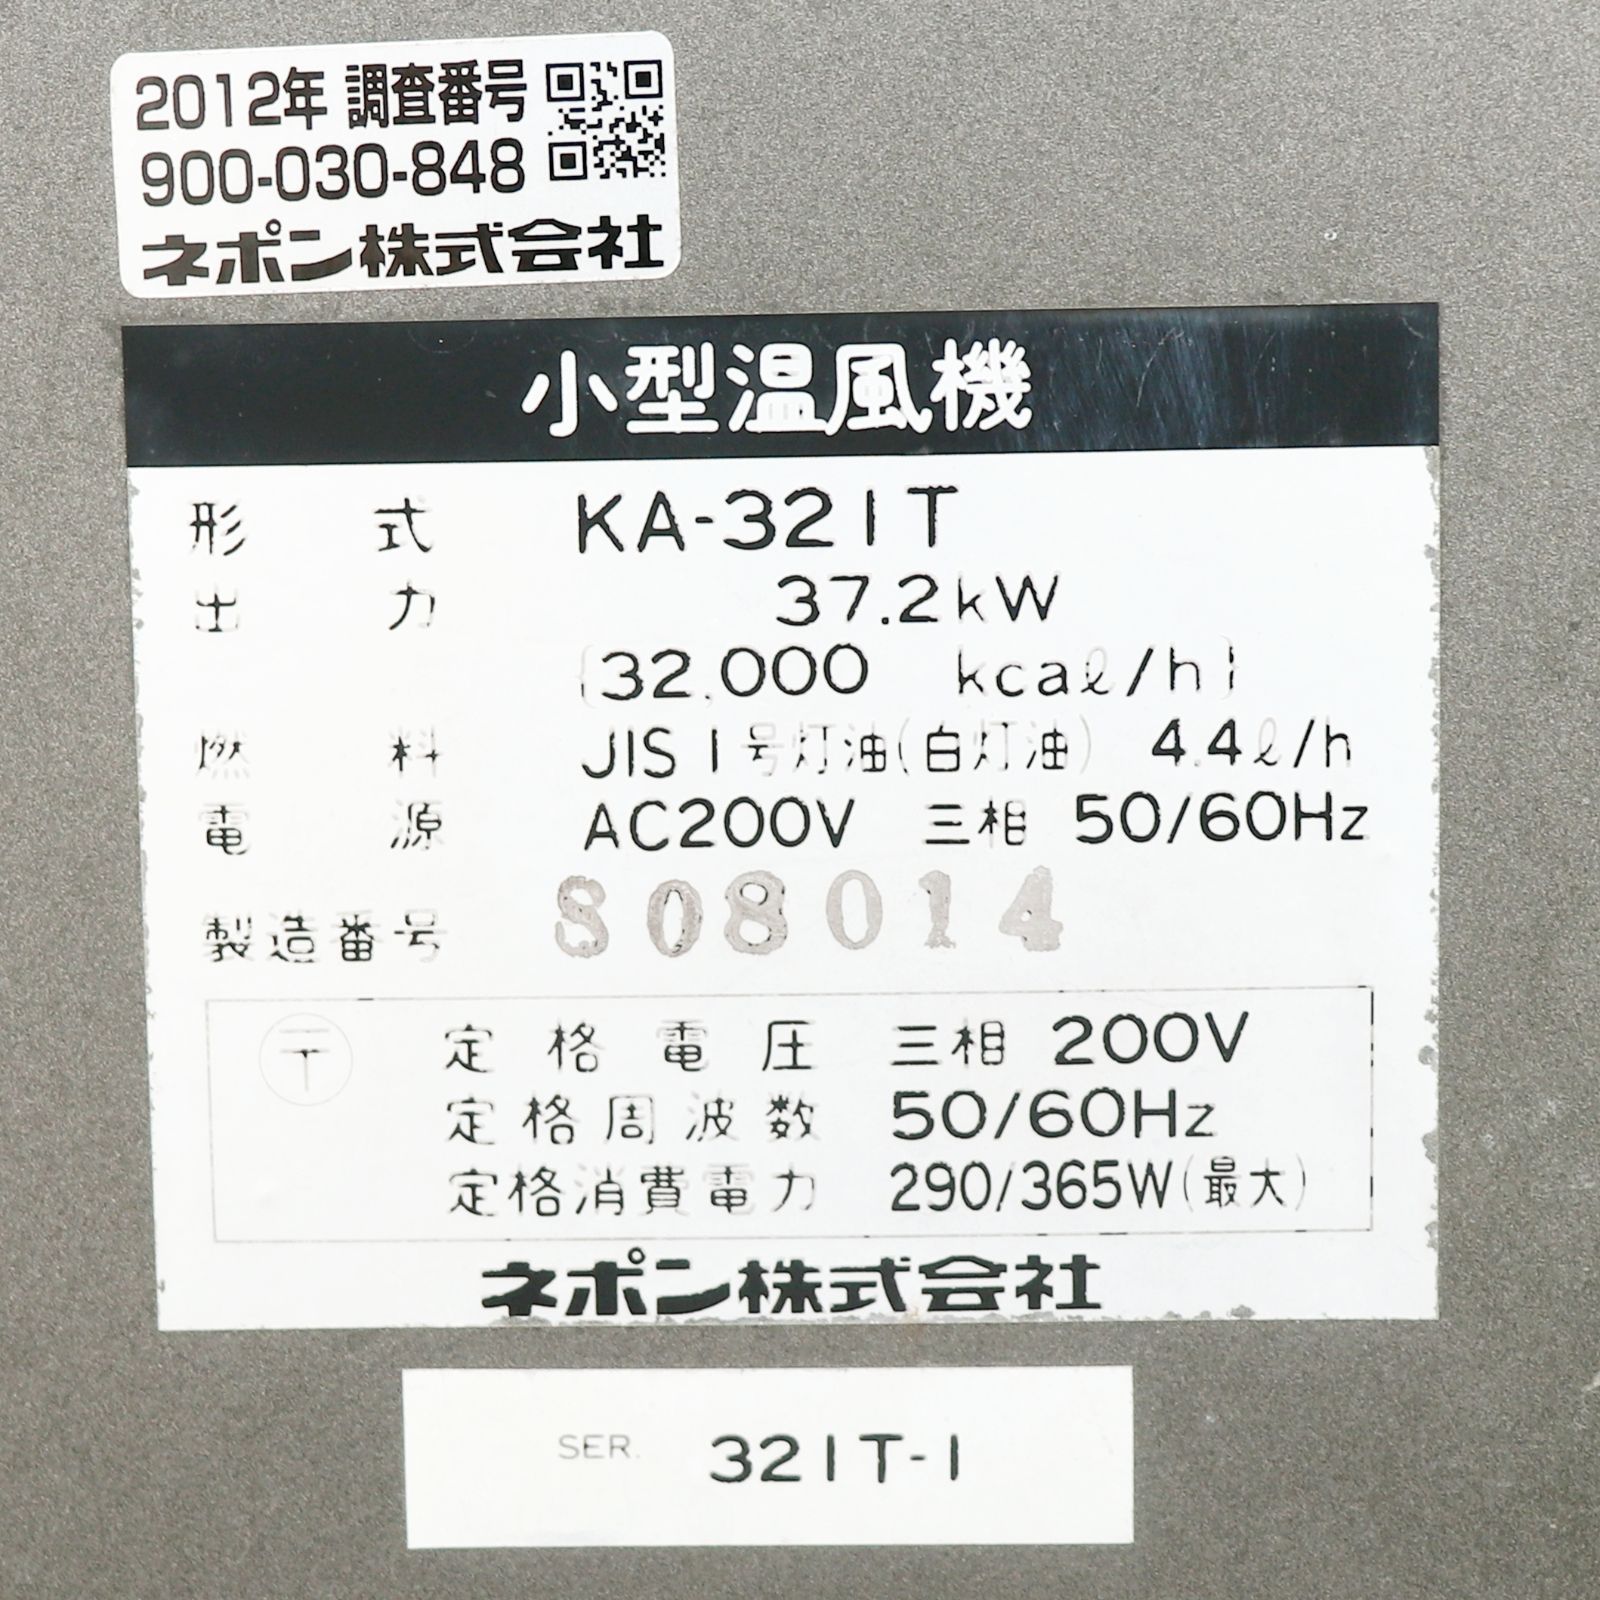 2012年 調査番号
900-030-848
ネポン株式会社
小型温風機
形式 KA-321T
出力 37.2kW
{32,000 kcal/h}
燃料 JIS1号灯油(白灯油) 4.4ℓ/h
電源 AC200V 三相 50/60Hz
製造番号 S08014
〒 定格電圧 三相 200V
定格周波数 50/60Hz
定格消費電力 290/365W(最大)
ネポン株式会社
SER. 321T-1